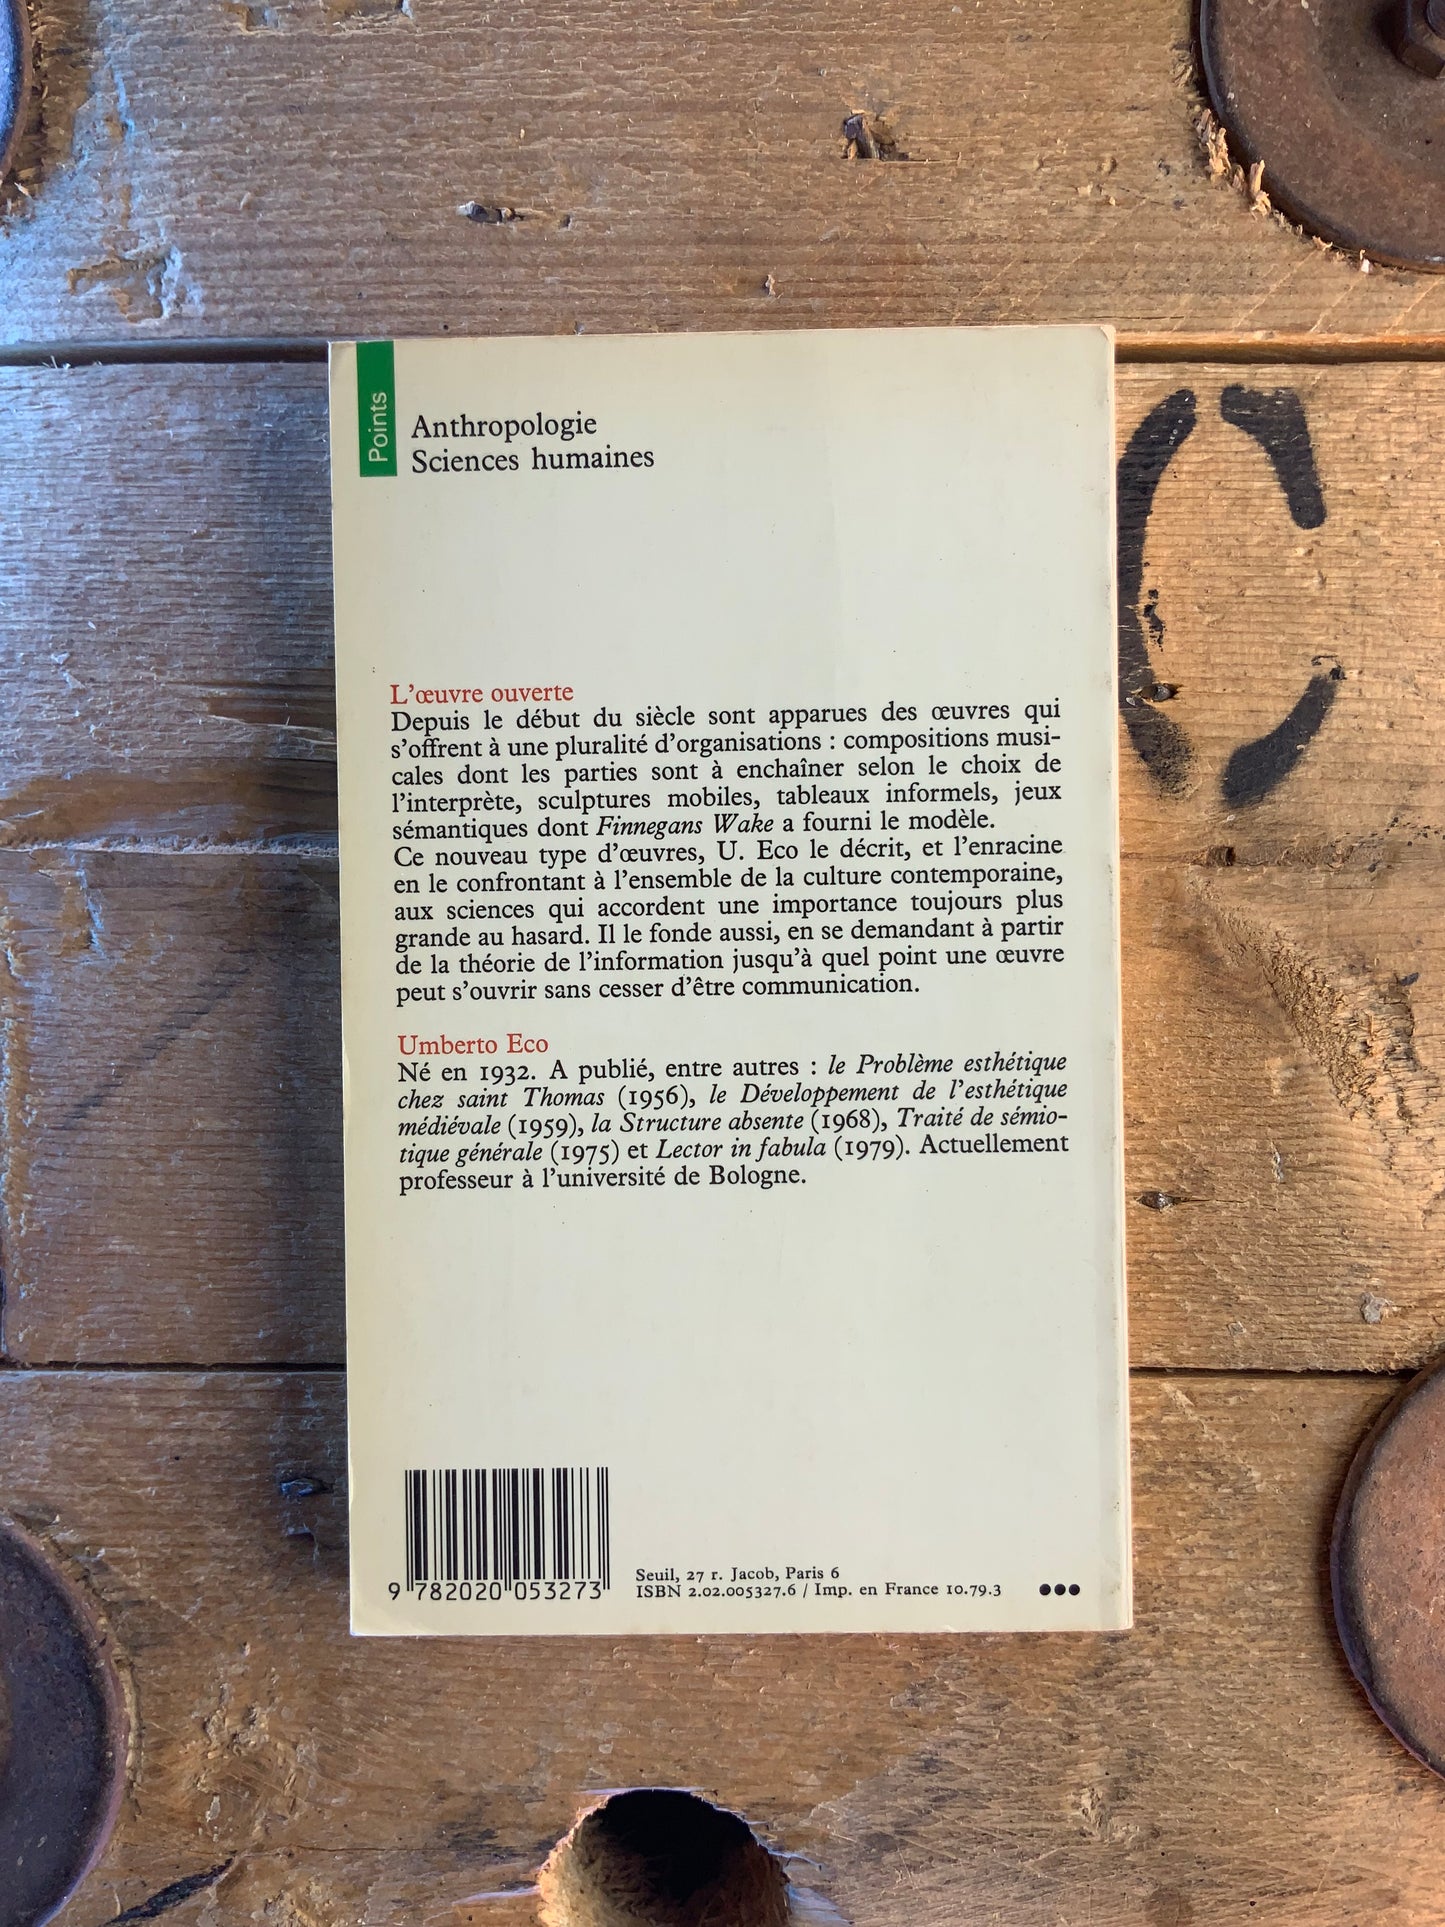 Points
Anthropologie
Sciences humaines
L'œuvre ouverte
Depuis le début du siècle sont apparues des œuvres qui
s'offrent à une pluralité d'organisations : compositions musi-
cales dont les parties sont à enchaîner selon le choix de
l'interprète, sculptures mobiles, tableaux informels, jeux
sémantiques dont Finnegans Wake a fourni le modèle.
Ce nouveau type d'œuvres, U. Eco le décrit, et l'enracine
en le confrontant à l'ensemble de la culture contemporaine,
aux sciences qui accordent une importance toujours plus
grande au hasard. Il le fonde aussi, en se demandant à partir
de la théorie de l'information jusqu'à quel point une œuvre
peut s'ouvrir sans cesser d'être communication.
Umberto Eco
Né en 1932. A publié, entre autres : le Problème esthétique
chez saint Thomas (1956), le Développement de l'esthétique
médiévale (1959), la Structure absente (1968), Traité de sémio-
tique générale (1975) et Lector in fabula (1979). Actuellement
professeur à l'université de Bologne.
9 782020 053273
Seuil, 27 r. Jacob, Paris 6
ISBN 2.02.005327.6 / Imp. en France 10.79.3 ●●●